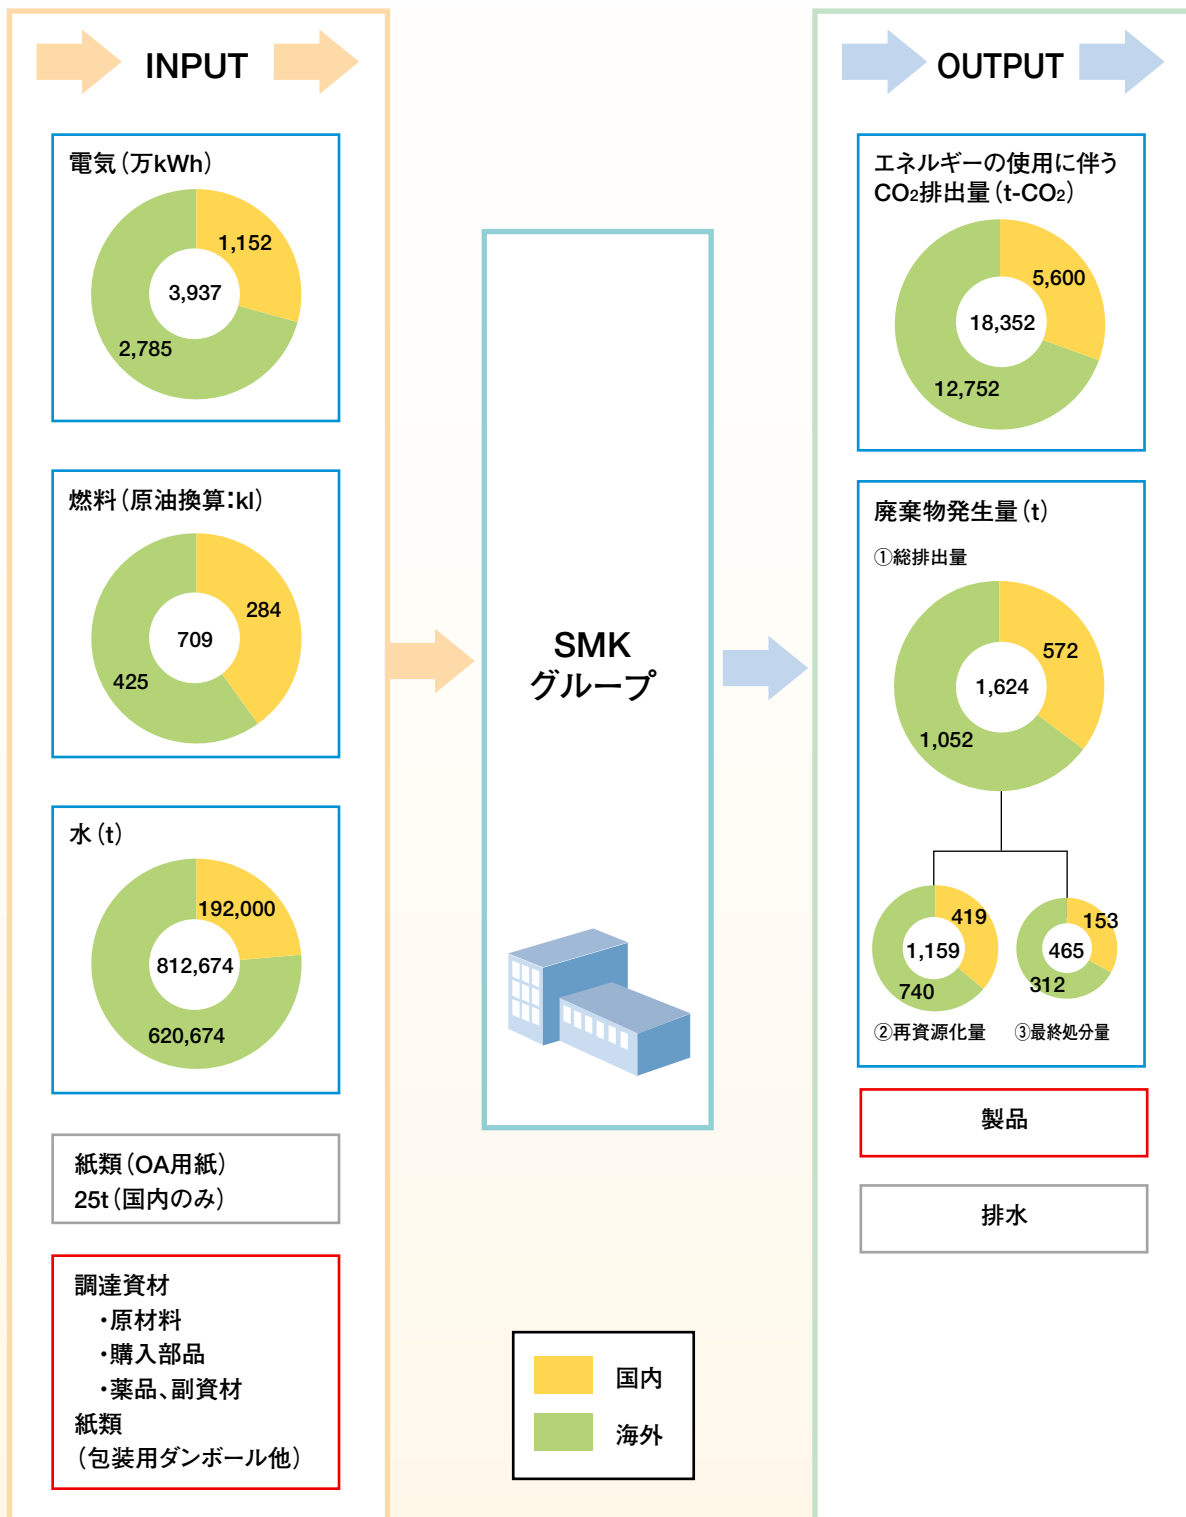 INPUT
電気(万kWh)
1,152
3,937
2,785
燃料(原油換算:kl)
284
709
425
水(t)
192,000
812,674
620,674
紙類(OA用紙)
25t(国内のみ)
調達資材
・原材料
・購入部品
・薬品、副資材
紙類
(包装用ダンボール他)
SMK
グループ
国内
海外
OUTPUT
エネルギーの使用に伴う
CO₂排出量(t-CO₂)
5,600
18,352
12,752
廃棄物発生量(t)
①総排出量
572
1,624
1,052
419
1,159
740
②再資源化量
153
465
312
③最終処分量
製品
排水